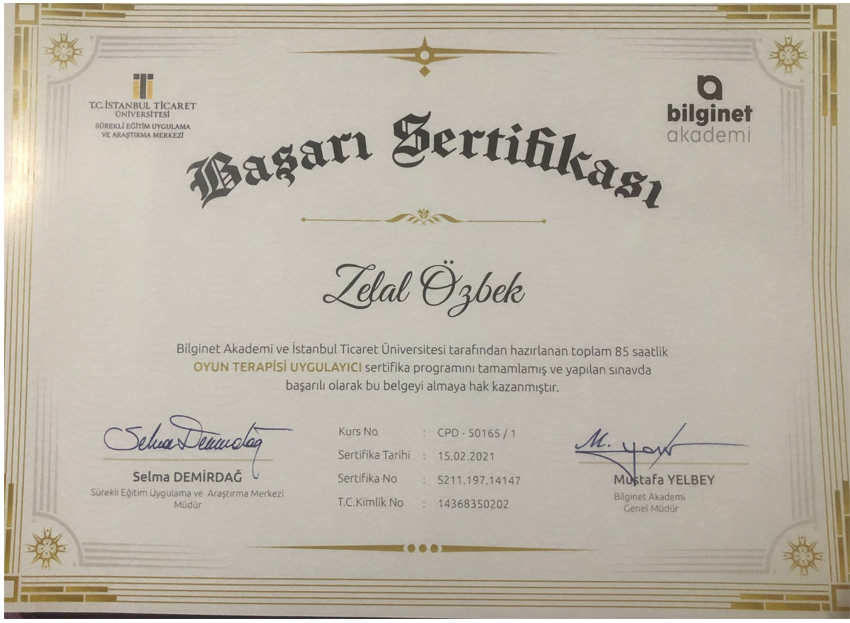 T.C.İSTANBUL TİCARET
ÜNİVERSİTESİ
SÜREKLİ EĞİTİM UYGULAMA
VE ARAŞTIRMA MERKEZİ
bilginet
akademi
Başarı Sertifikası
Zelal Özbek
Bilginet Akademi ve İstanbul Ticaret Üniversitesi tarafından hazırlanan toplam 85 saatlik
OYUN TERAPİSİ UYGULAYICI sertifika programını tamamlamış ve yapılan sınavda
başarılı olarak bu belgeyi almaya hak kazanmıştır.
Selma Demirdağ
Selma DEMİRDAĞ
Sürekli Eğitim Uygulama ve Araştırma Merkezi
Müdür
Kurs No : CPD - 50165 / 1
Sertifika Tarihi : 15.02.2021
Sertifika No : S211.197.14147
T.C.Kimlik No : 14368350202
Mustafa YELBEY
Bilginet Akademi
Genel Müdür